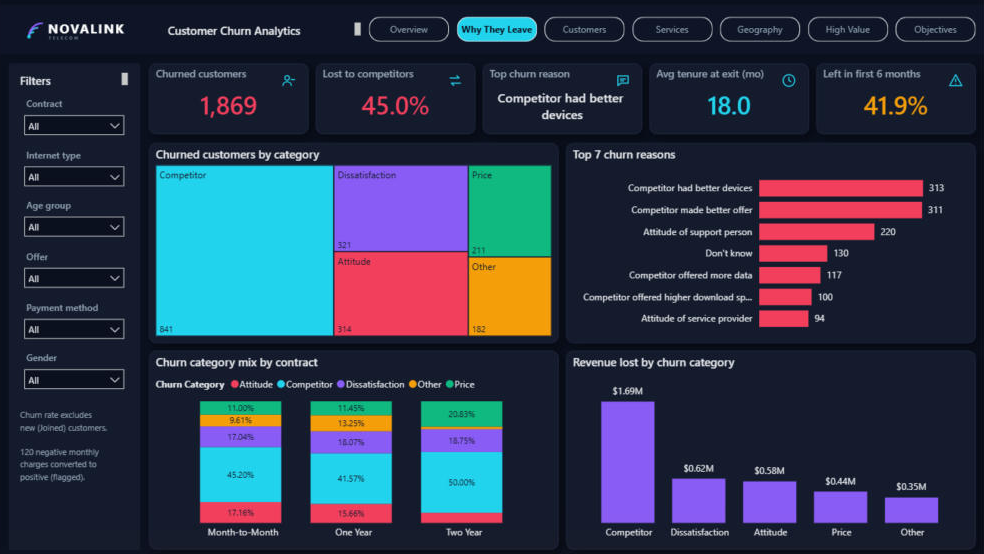 NOVALINK
TELECOM
Customer Churn Analytics
Overview
Why They Leave
Customers
Services
Geography
High Value
Objectives
Filters
Contract
All
Internet type
All
Age group
All
Offer
All
Payment method
All
Gender
All
Churn rate excludes
new (Joined) customers.
120 negative monthly
charges converted to
positive (flagged).
Churned customers
1,869
Lost to competitors
45.0%
Top churn reason
Competitor had better
devices
Avg tenure at exit (mo)
18.0
Left in first 6 months
41.9%
Churned customers by category
Competitor
841
Dissatisfaction
321
Attitude
314
Price
211
Other
182
Top 7 churn reasons
Competitor had better devices 313
Competitor made better offer 311
Attitude of support person 220
Don't know 130
Competitor offered more data 117
Competitor offered higher download sp... 100
Attitude of service provider 94
Churn category mix by contract
Churn Category Attitude Competitor Dissatisfaction Other Price
11.00% 11.45% 20.83%
9.61% 13.25%
17.04% 18.07% 18.75%
45.20% 41.57% 50.00%
17.16% 15.66%
Month-to-Month One Year Two Year
Revenue lost by churn category
$1.69M
$0.62M
$0.58M
$0.44M
$0.35M
Competitor Dissatisfaction Attitude Price Other